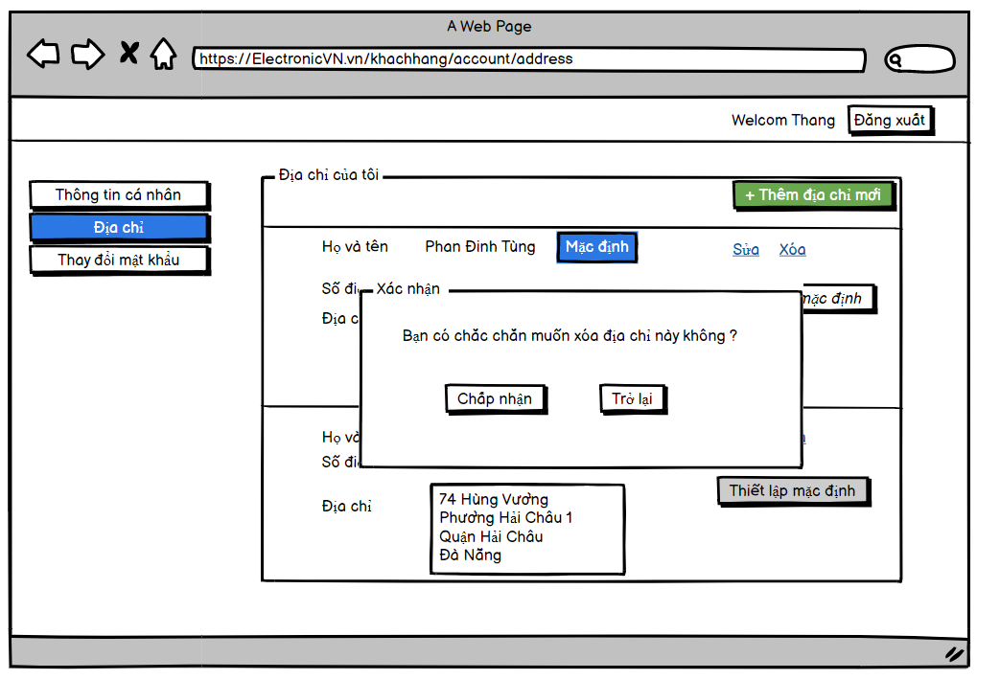 A Web Page
https://ElectronicVN.vn/khachhang/account/address
Welcom Thang Đăng xuất
Địa chỉ của tôi
Thông tin cá nhân
+ Thêm địa chỉ mới
Địa chỉ
Thay đổi mật khẩu
Họ và tên Phan Đinh Tùng Mặc định Sửa Xóa
Số
Xác nhận
mặc định
Địa
Bạn có chắc chắn muốn xóa địa chỉ này không ?
Chấp nhận Trở lại
Họ và
Số
Thiết lập mặc định
Địa chỉ
74 Hùng Vương
Phường Hải Châu 1
Quận Hải Châu
Đà Nẵng